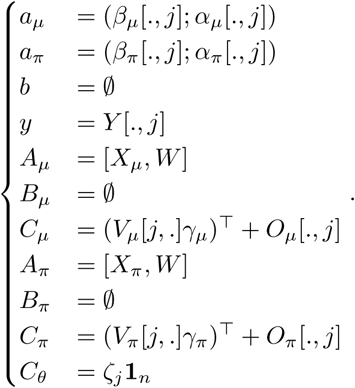 a_μ = (β_μ[., j]; α_μ[., j])
a_π = (β_π[., j]; α_π[., j])
b = ∅
y = Y[., j]
A_μ = [X_μ, W]
B_μ = ∅
C_μ = (V_μ[j, .]γ_μ)^⊤ + O_μ[., j]
A_π = [X_π, W]
B_π = ∅
C_π = (V_π[j, .]γ_π)^⊤ + O_π[., j]
C_θ = ζ_j 𝟏_n
.